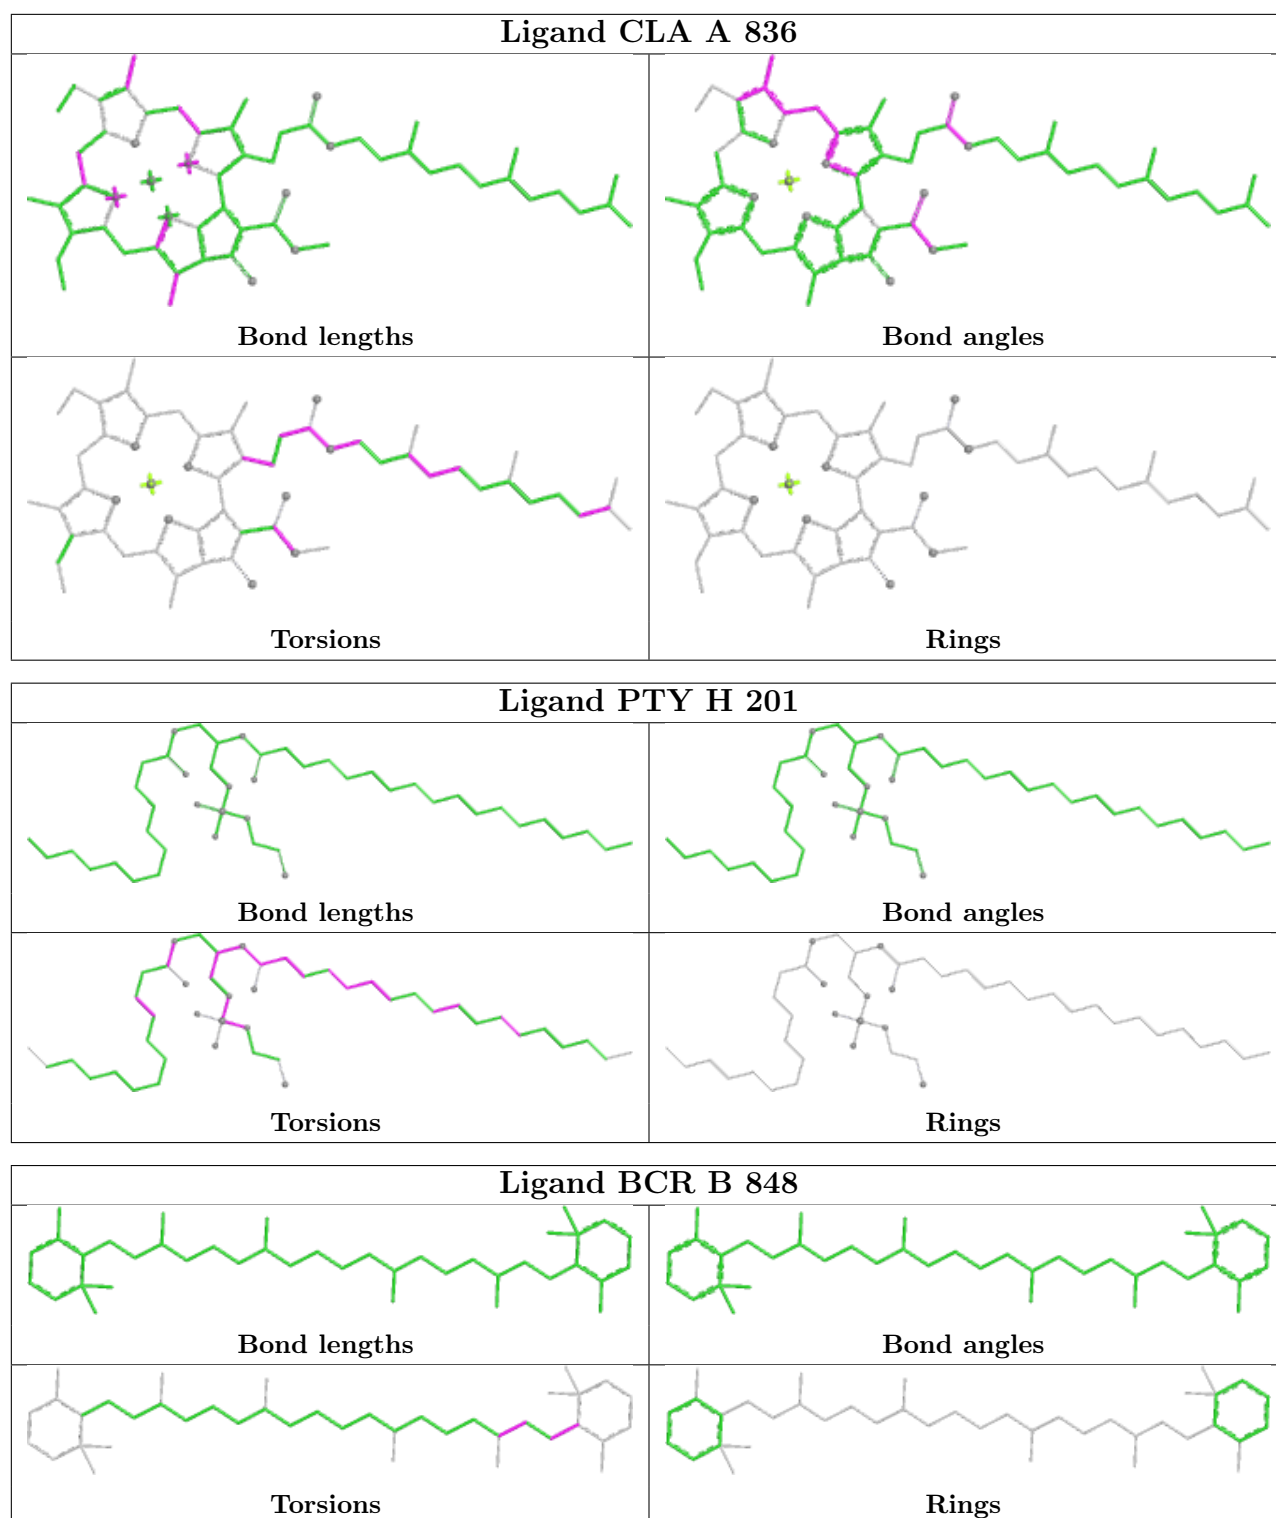 Ligand CLA A 836
Bond lengths
Bond angles
Torsions
Rings
Ligand PTY H 201
Bond lengths
Bond angles
Torsions
Rings
Ligand BCR B 848
Bond lengths
Bond angles
Torsions
Rings